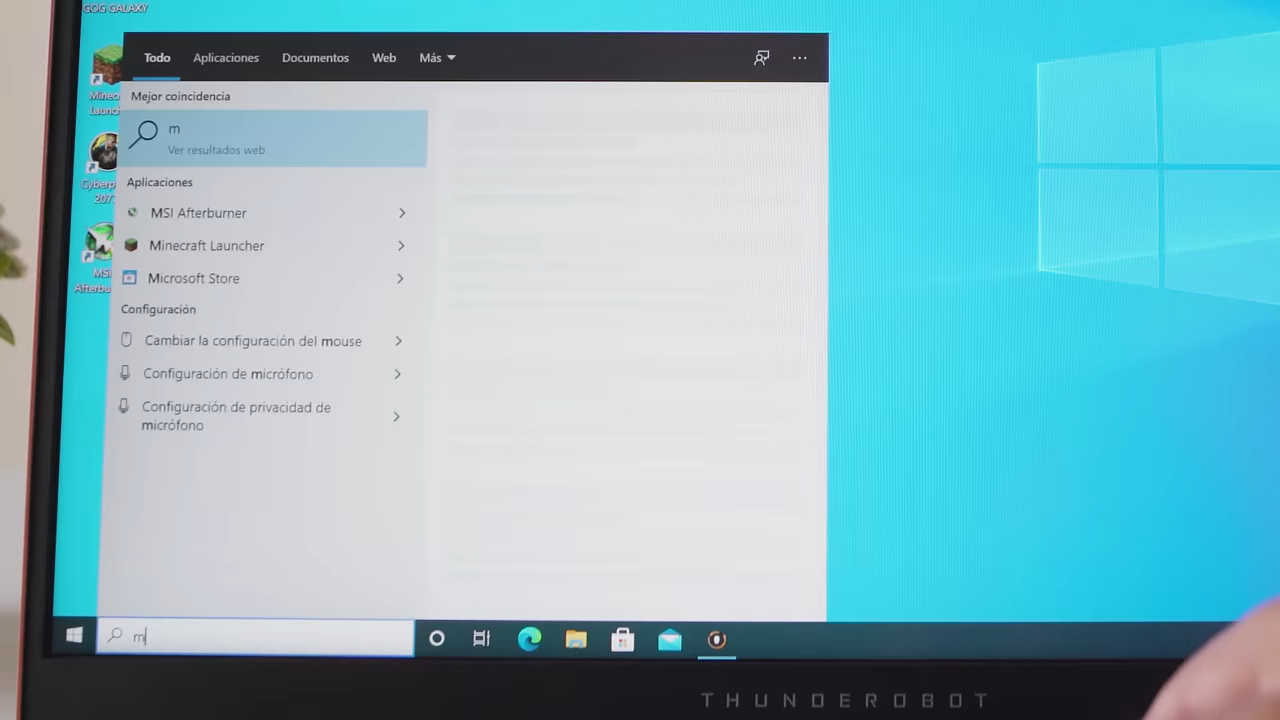 GOG GALAXY
Todo
Aplicaciones
Documentos
Web
Más
Mejor coincidencia
m
Ver resultados web
Aplicaciones
MSI Afterburner
Minecraft Launcher
Microsoft Store
Configuración
Cambiar la configuración del mouse
Configuración de micrófono
Configuración de privacidad de
micrófono
m
THUNDEROBOT